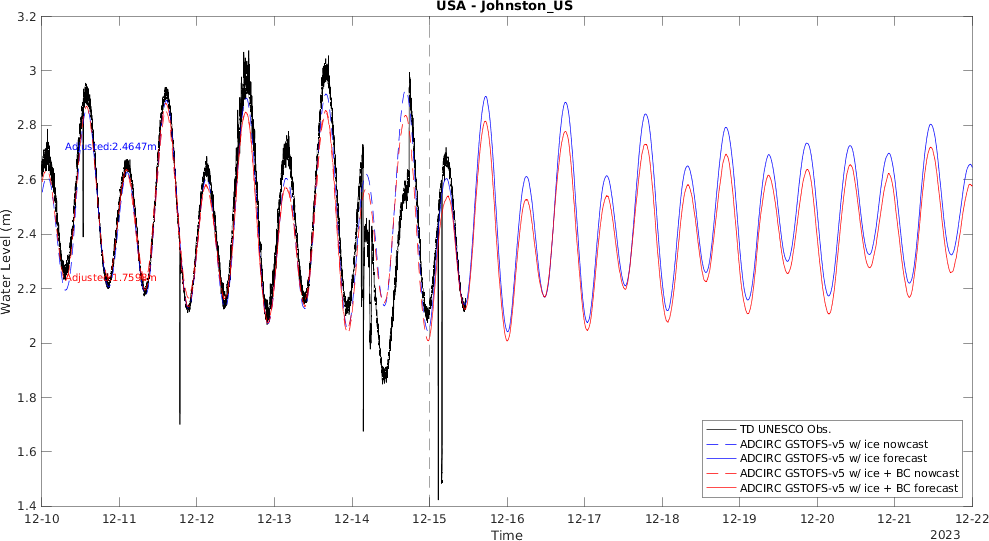 USA - Johnston_US
3.2
3
2.8
2.6
2.4
2.2
2
1.8
1.6
1.4
Water Level (m)
Adjusted:2.4647m
TD UNESCO Obs.
ADCIRC GSTOFS-v5 w/ ice nowcast
ADCIRC GSTOFS-v5 w/ ice forecast
ADCIRC GSTOFS-v5 w/ ice + BC nowcast
ADCIRC GSTOFS-v5 w/ ice + BC forecast
12-10 12-11 12-12 12-13 12-14 12-15 12-16 12-17 12-18 12-19 12-20 12-21 12-22
Time
2023